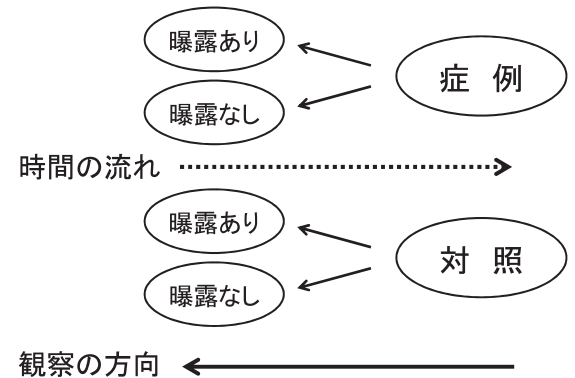 曝露あり
症 例
曝露なし
時間の流れ
曝露あり
対 照
曝露なし
観察の方向